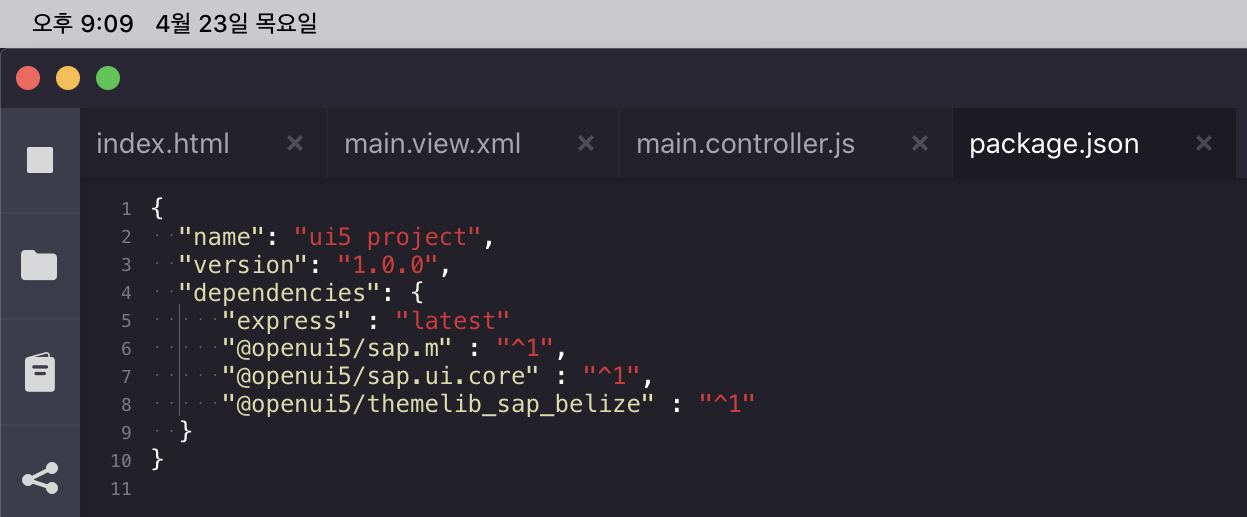 오후 9:09 4월 23일 목요일
index.html × main.view.xml × main.controller.js × package.json ×
1 {
2 "name": "ui5 project",
3 "version": "1.0.0",
4 "dependencies": {
5 "express" : "latest"
6 "@openui5/sap.m" : "^1",
7 "@openui5/sap.ui.core" : "^1",
8 "@openui5/themelib_sap_belize" : "^1"
9 }
10 }
11